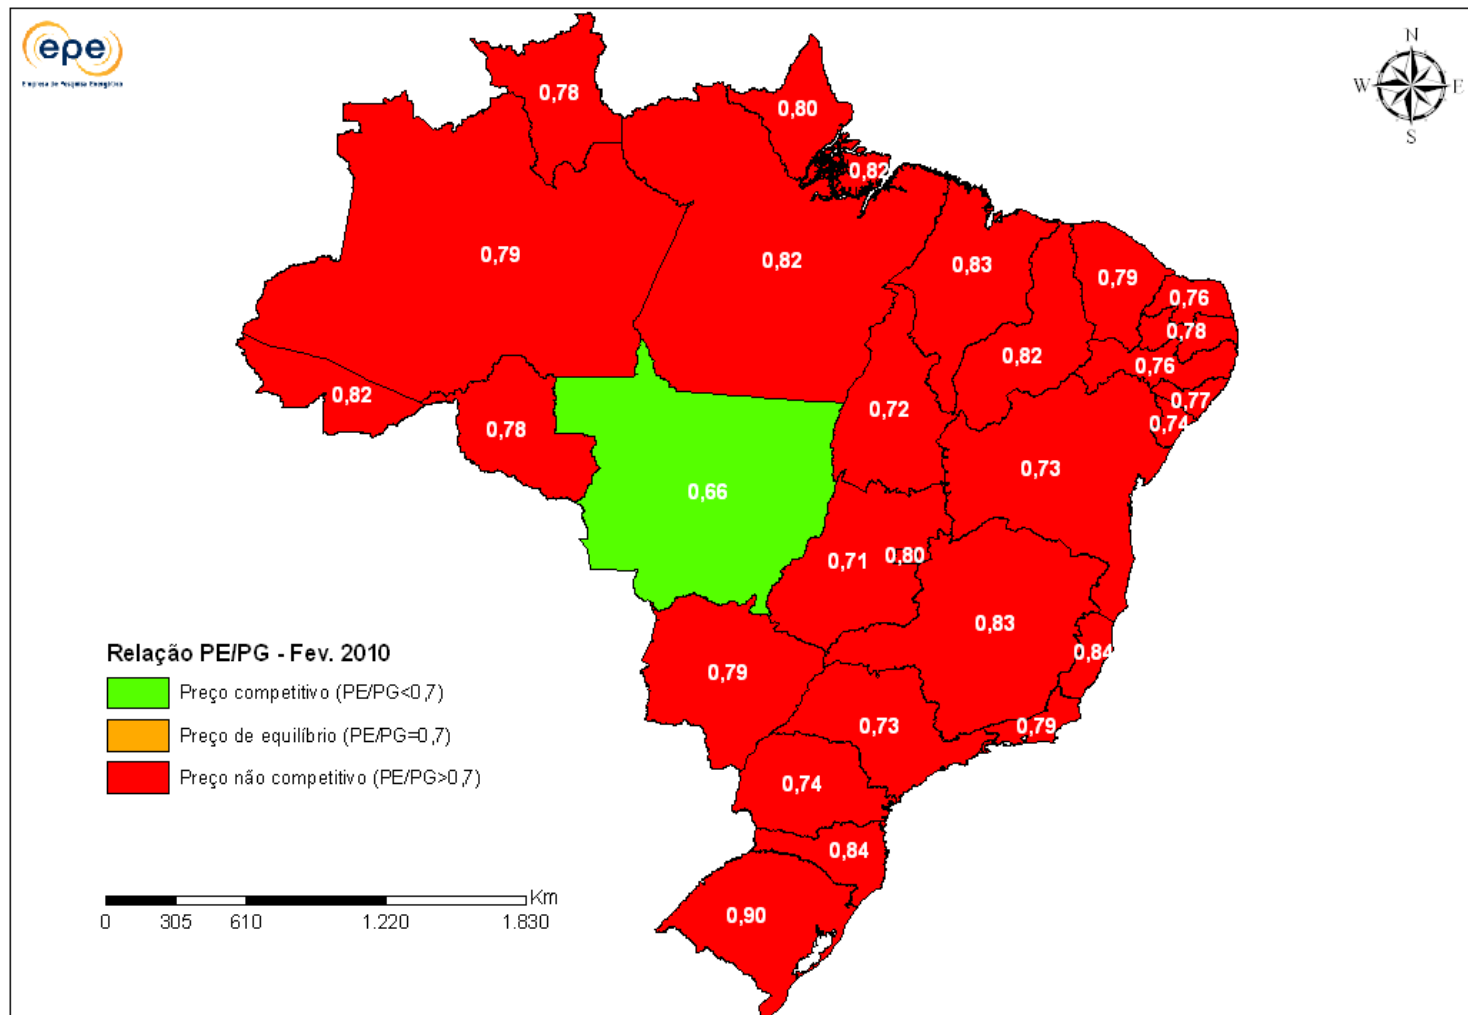 epe
Empresa de Pesquisa Energética
N
W E
S
0,78
0,80
0,82
0,79
0,82
0,83
0,79
0,76
0,78
0,82
0,76
0,82
0,72
0,77
0,74
0,78
0,73
0,66
0,71
0,80
0,83
0,84
0,79
0,73
0,79
0,74
0,84
0,90
Relação PE/PG - Fev. 2010
Preço competitivo (PE/PG<0,7)
Preço de equilíbrio (PE/PG=0,7)
Preço não competitivo (PE/PG>0,7)
Km
0 305 610 1.220 1.830